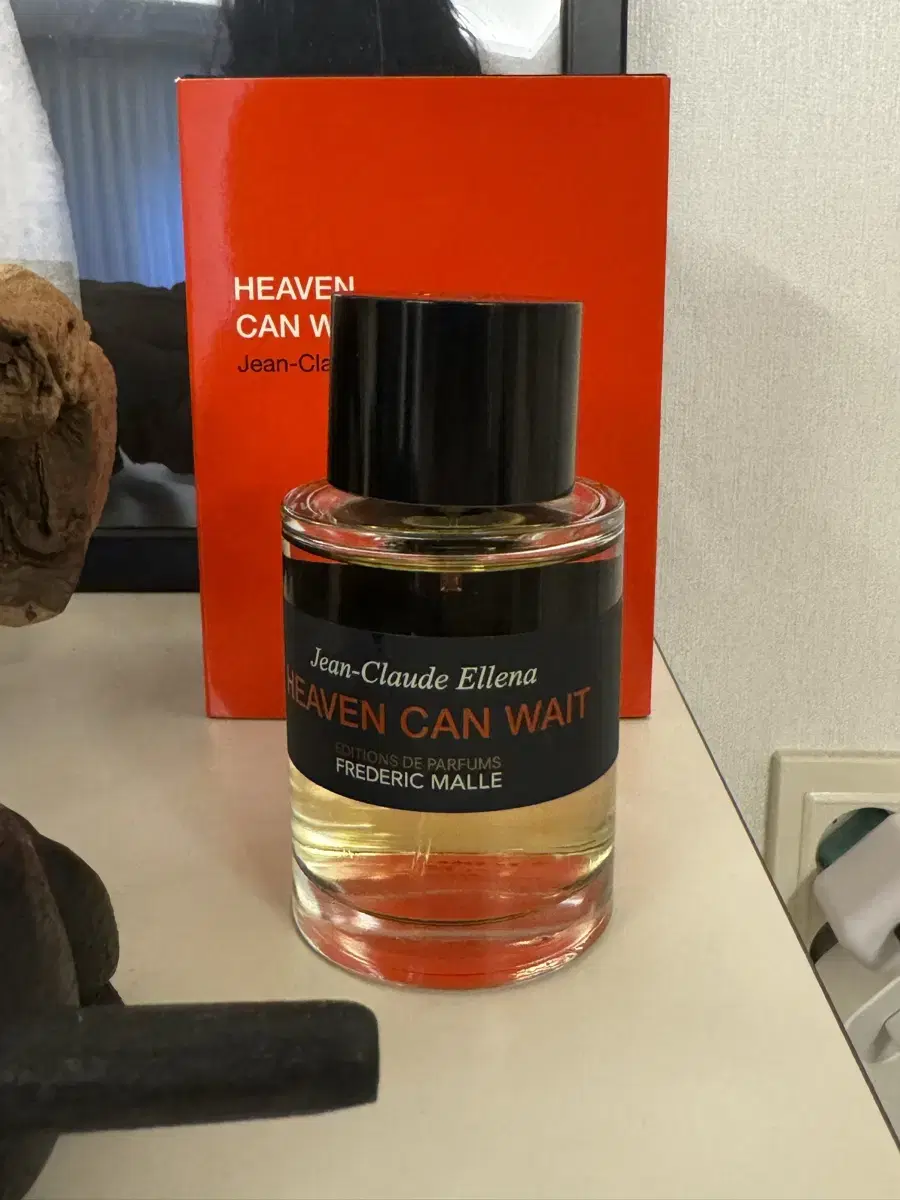 HEAVEN
CAN W
Jean-Cla
Jean-Claude Ellena
HEAVEN CAN WAIT
EDITIONS DE PARFUMS
FREDERIC MALLE